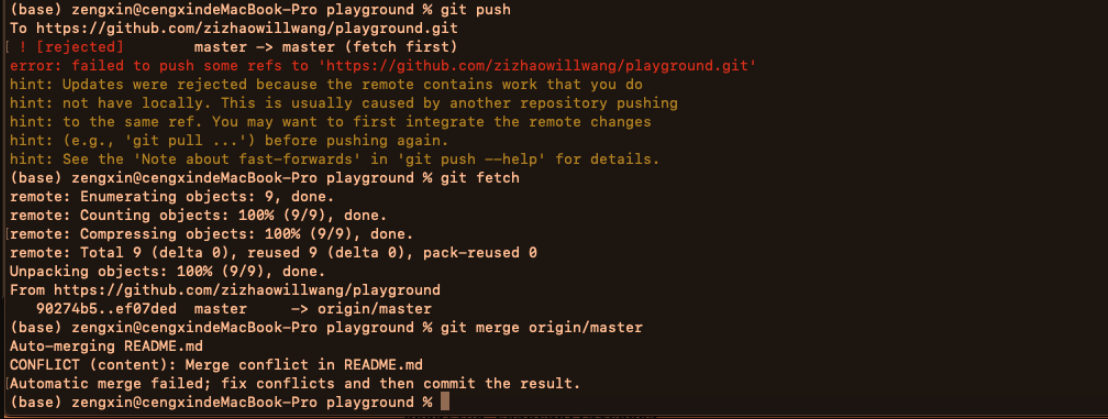 (base) zengxin@cengxindeMacBook-Pro playground % git push
To https://github.com/zizhaowillwang/playground.git
! [rejected]        master -> master (fetch first)
error: failed to push some refs to 'https://github.com/zizhaowillwang/playground.git'
hint: Updates were rejected because the remote contains work that you do
hint: not have locally. This is usually caused by another repository pushing
hint: to the same ref. You may want to first integrate the remote changes
hint: (e.g., 'git pull ...') before pushing again.
hint: See the 'Note about fast-forwards' in 'git push --help' for details.
(base) zengxin@cengxindeMacBook-Pro playground % git fetch
remote: Enumerating objects: 9, done.
remote: Counting objects: 100% (9/9), done.
remote: Compressing objects: 100% (9/9), done.
remote: Total 9 (delta 0), reused 9 (delta 0), pack-reused 0
Unpacking objects: 100% (9/9), done.
From https://github.com/zizhaowillwang/playground
   90274b5..ef07ded  master     -> origin/master
(base) zengxin@cengxindeMacBook-Pro playground % git merge origin/master
Auto-merging README.md
CONFLICT (content): Merge conflict in README.md
Automatic merge failed; fix conflicts and then commit the result.
(base) zengxin@cengxindeMacBook-Pro playground %